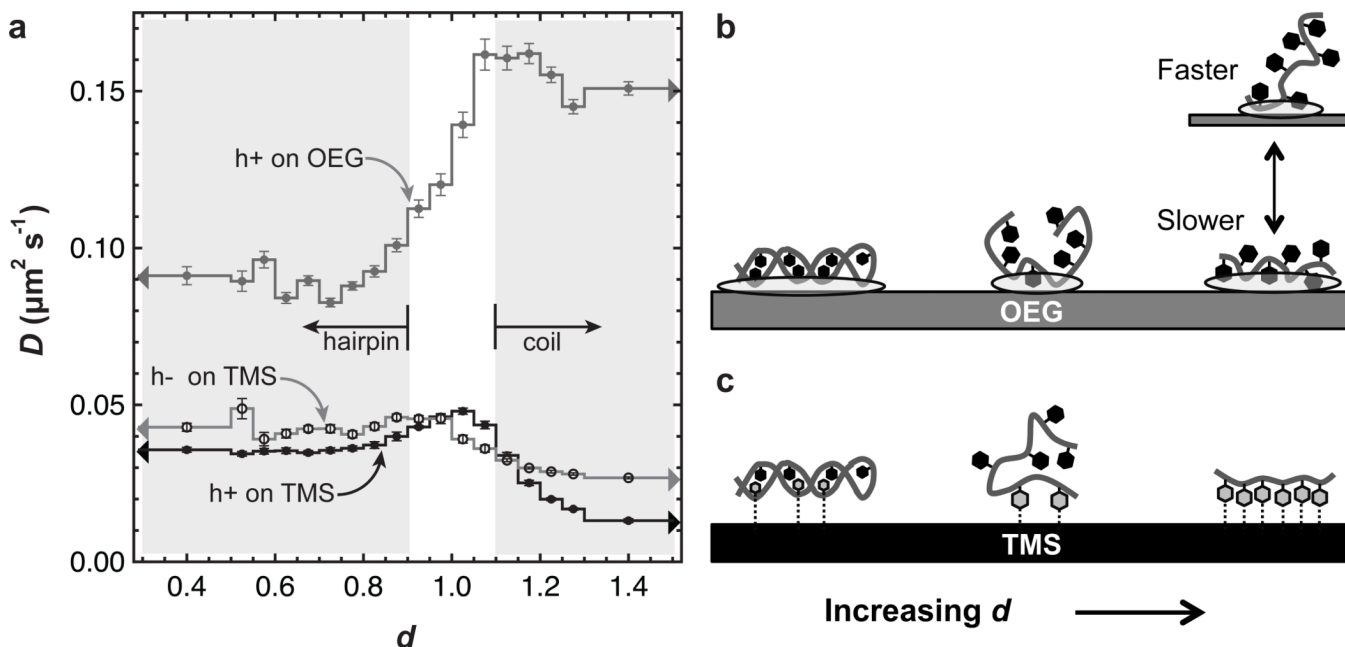 a
D (μm² s⁻¹)
0.15
0.10
0.05
0.00
h+ on OEG
hairpin
coil
h- on TMS
h+ on TMS
0.4
0.6
0.8
1.0
1.2
1.4
d
b
Faster
Slower
OEG
c
TMS
Increasing d